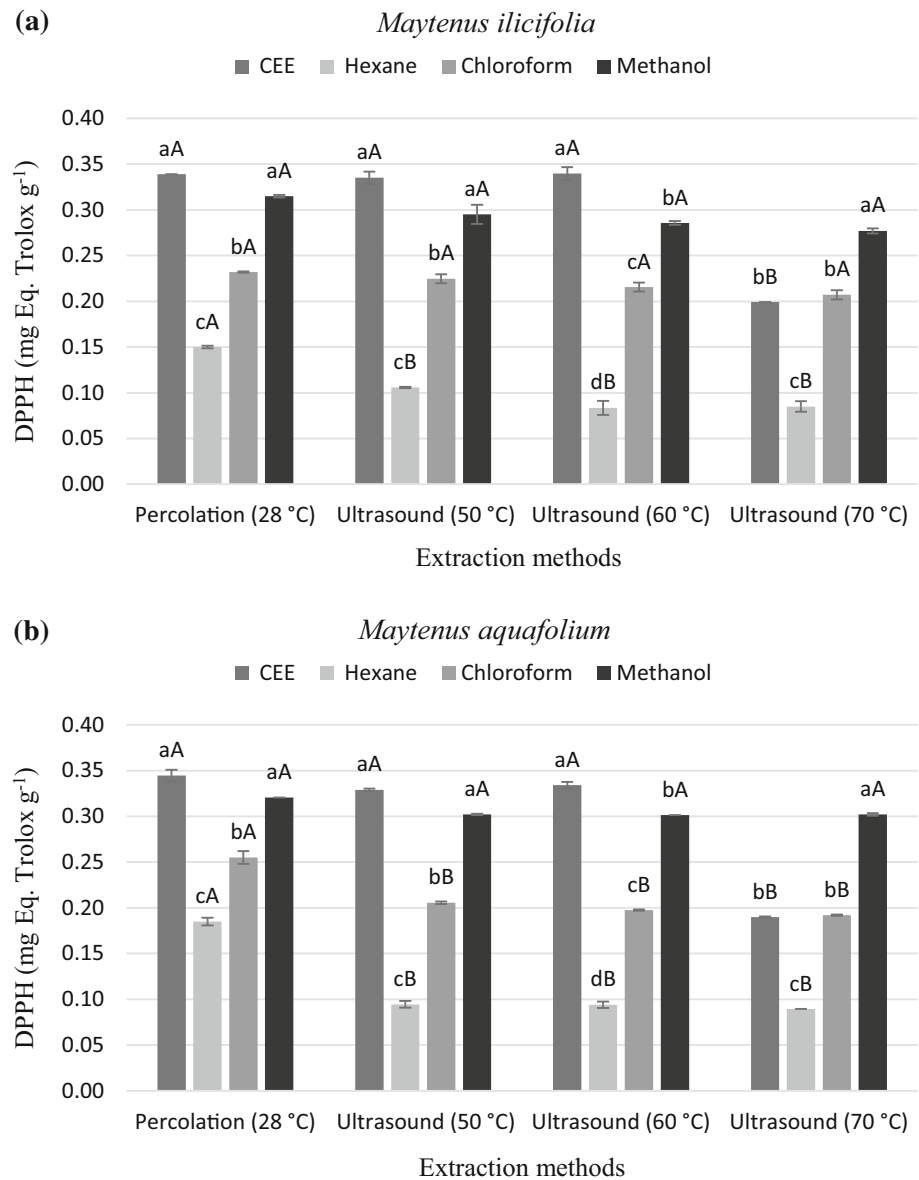 (a)
Maytenus ilicifolia
CEE Hexane Chloroform Methanol
DPPH (mg Eq. Trolox g-1)
0.40
0.35
0.30
0.25
0.20
0.15
0.10
0.05
0.00
aA cA bA aA
aA cB bA aA
aA dB cA bA
bB cB bA aA
Percolation (28 °C) Ultrasound (50 °C) Ultrasound (60 °C) Ultrasound (70 °C)
Extraction methods
(b)
Maytenus aquafolium
CEE Hexane Chloroform Methanol
DPPH (mg Eq. Trolox g-1)
0.40
0.35
0.30
0.25
0.20
0.15
0.10
0.05
0.00
aA cA bA aA
aA cB bB aA
aA dB cB bA
bB cB bB aA
Percolation (28 °C) Ultrasound (50 °C) Ultrasound (60 °C) Ultrasound (70 °C)
Extraction methods